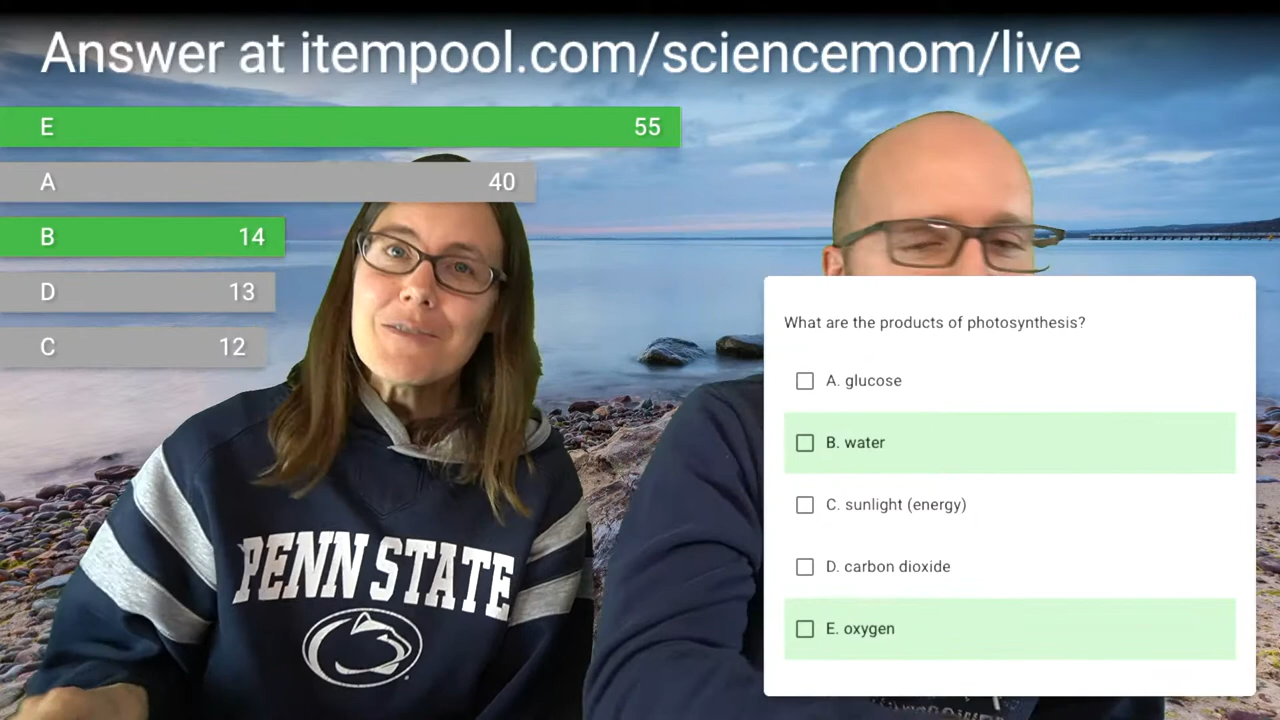 Answer at itempool.com/sciencemom/live
E 55
A 40
B 14
D 13
C 12
What are the products of photosynthesis?
A. glucose
B. water
C. sunlight (energy)
D. carbon dioxide
E. oxygen
PENN STATE